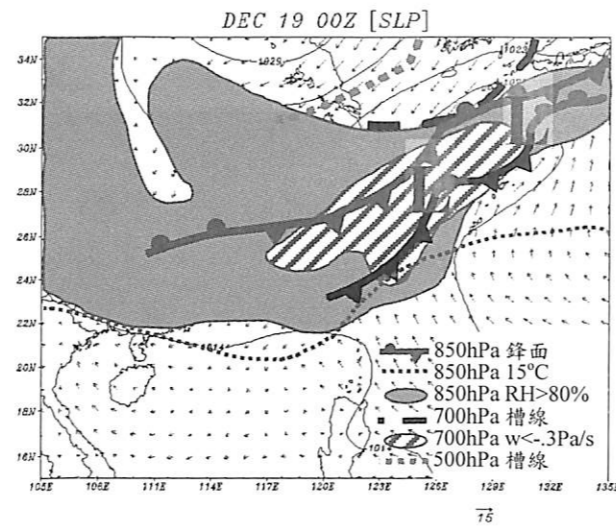 DEC 19 00Z [SLP]
34N
32N
30N
28N
26N
24N
22N
20N
18N
16N
L
L
850hPa 鋒面
850hPa 15°C
850hPa RH>80%
700hPa 槽線
700hPa w<-.3Pa/s
500hPa 槽線
105E 108E 111E 114E 117E 120E 123E 126E 129E 132E 135E
15